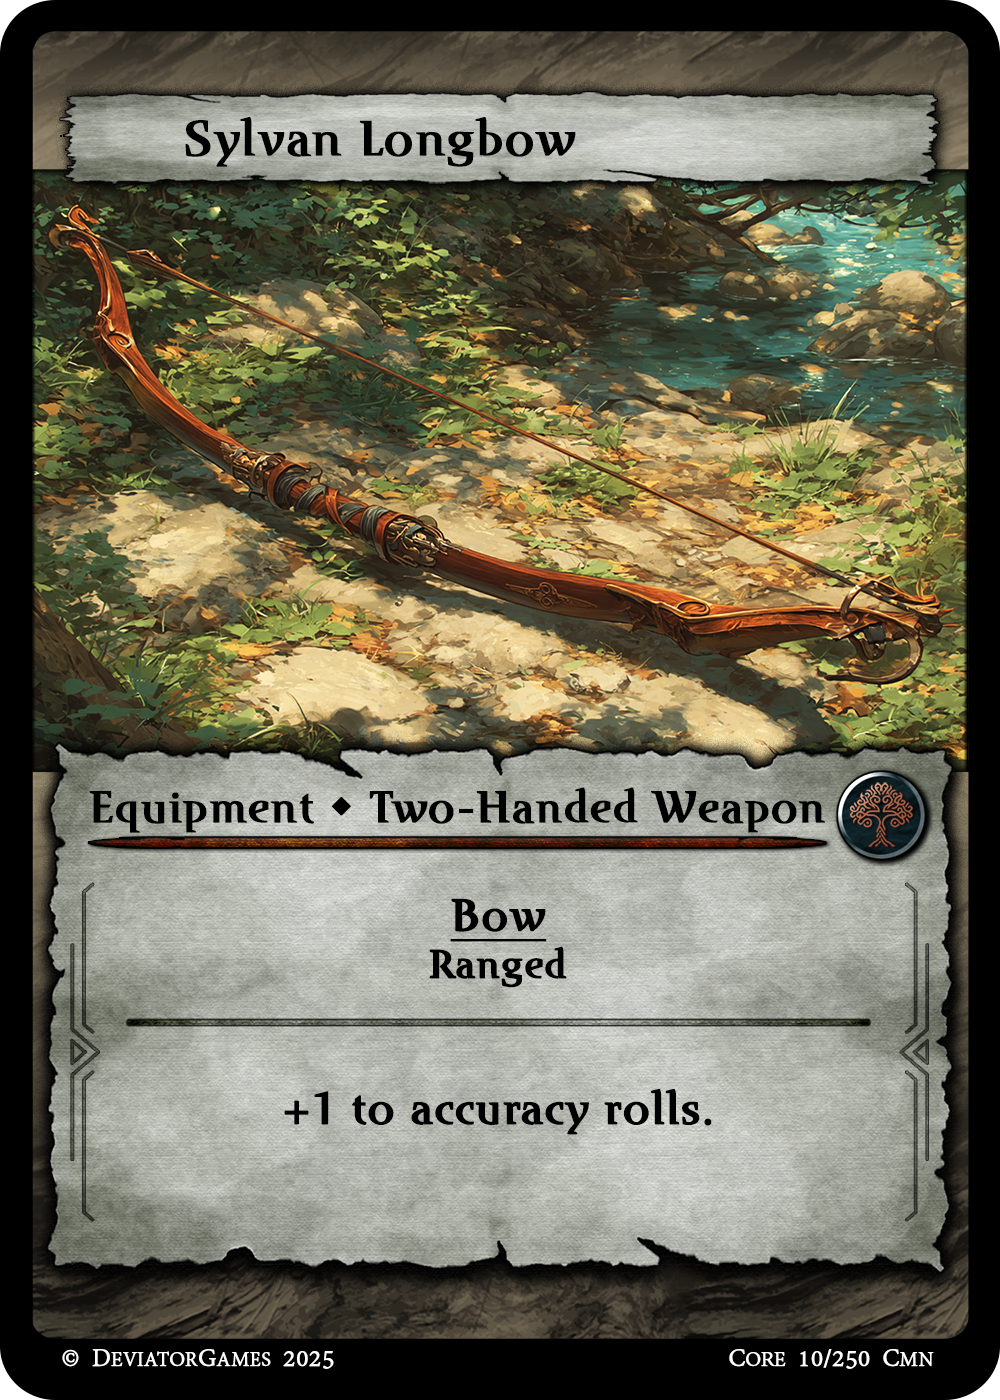 Sylvan Longbow
Equipment ◆ Two-Handed Weapon
Bow
Ranged
+1 to accuracy rolls.
© DeviatorGames 2025
Core 10/250 Cmn